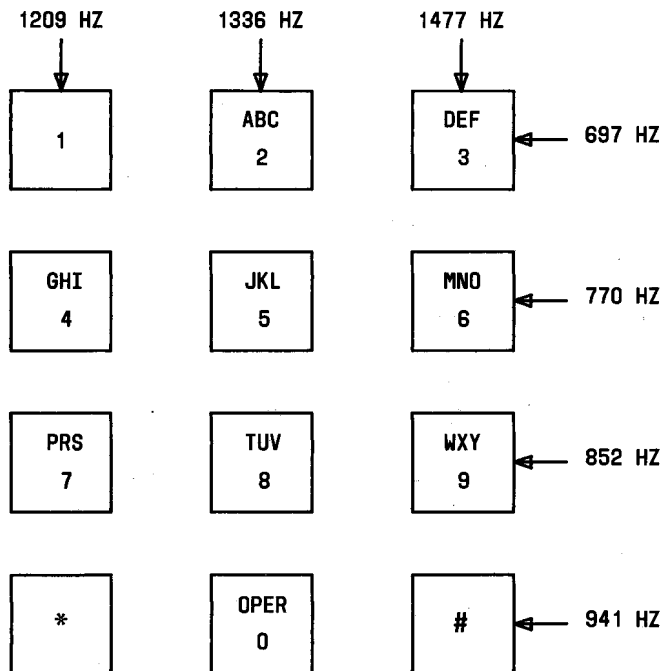 1209 HZ 1336 HZ 1477 HZ
1 ABC DEF 697 HZ
2 3
GHI JKL MNO 770 HZ
4 5 6
PRS TUV WXY 852 HZ
7 8 9
* OPER # 941 HZ
0